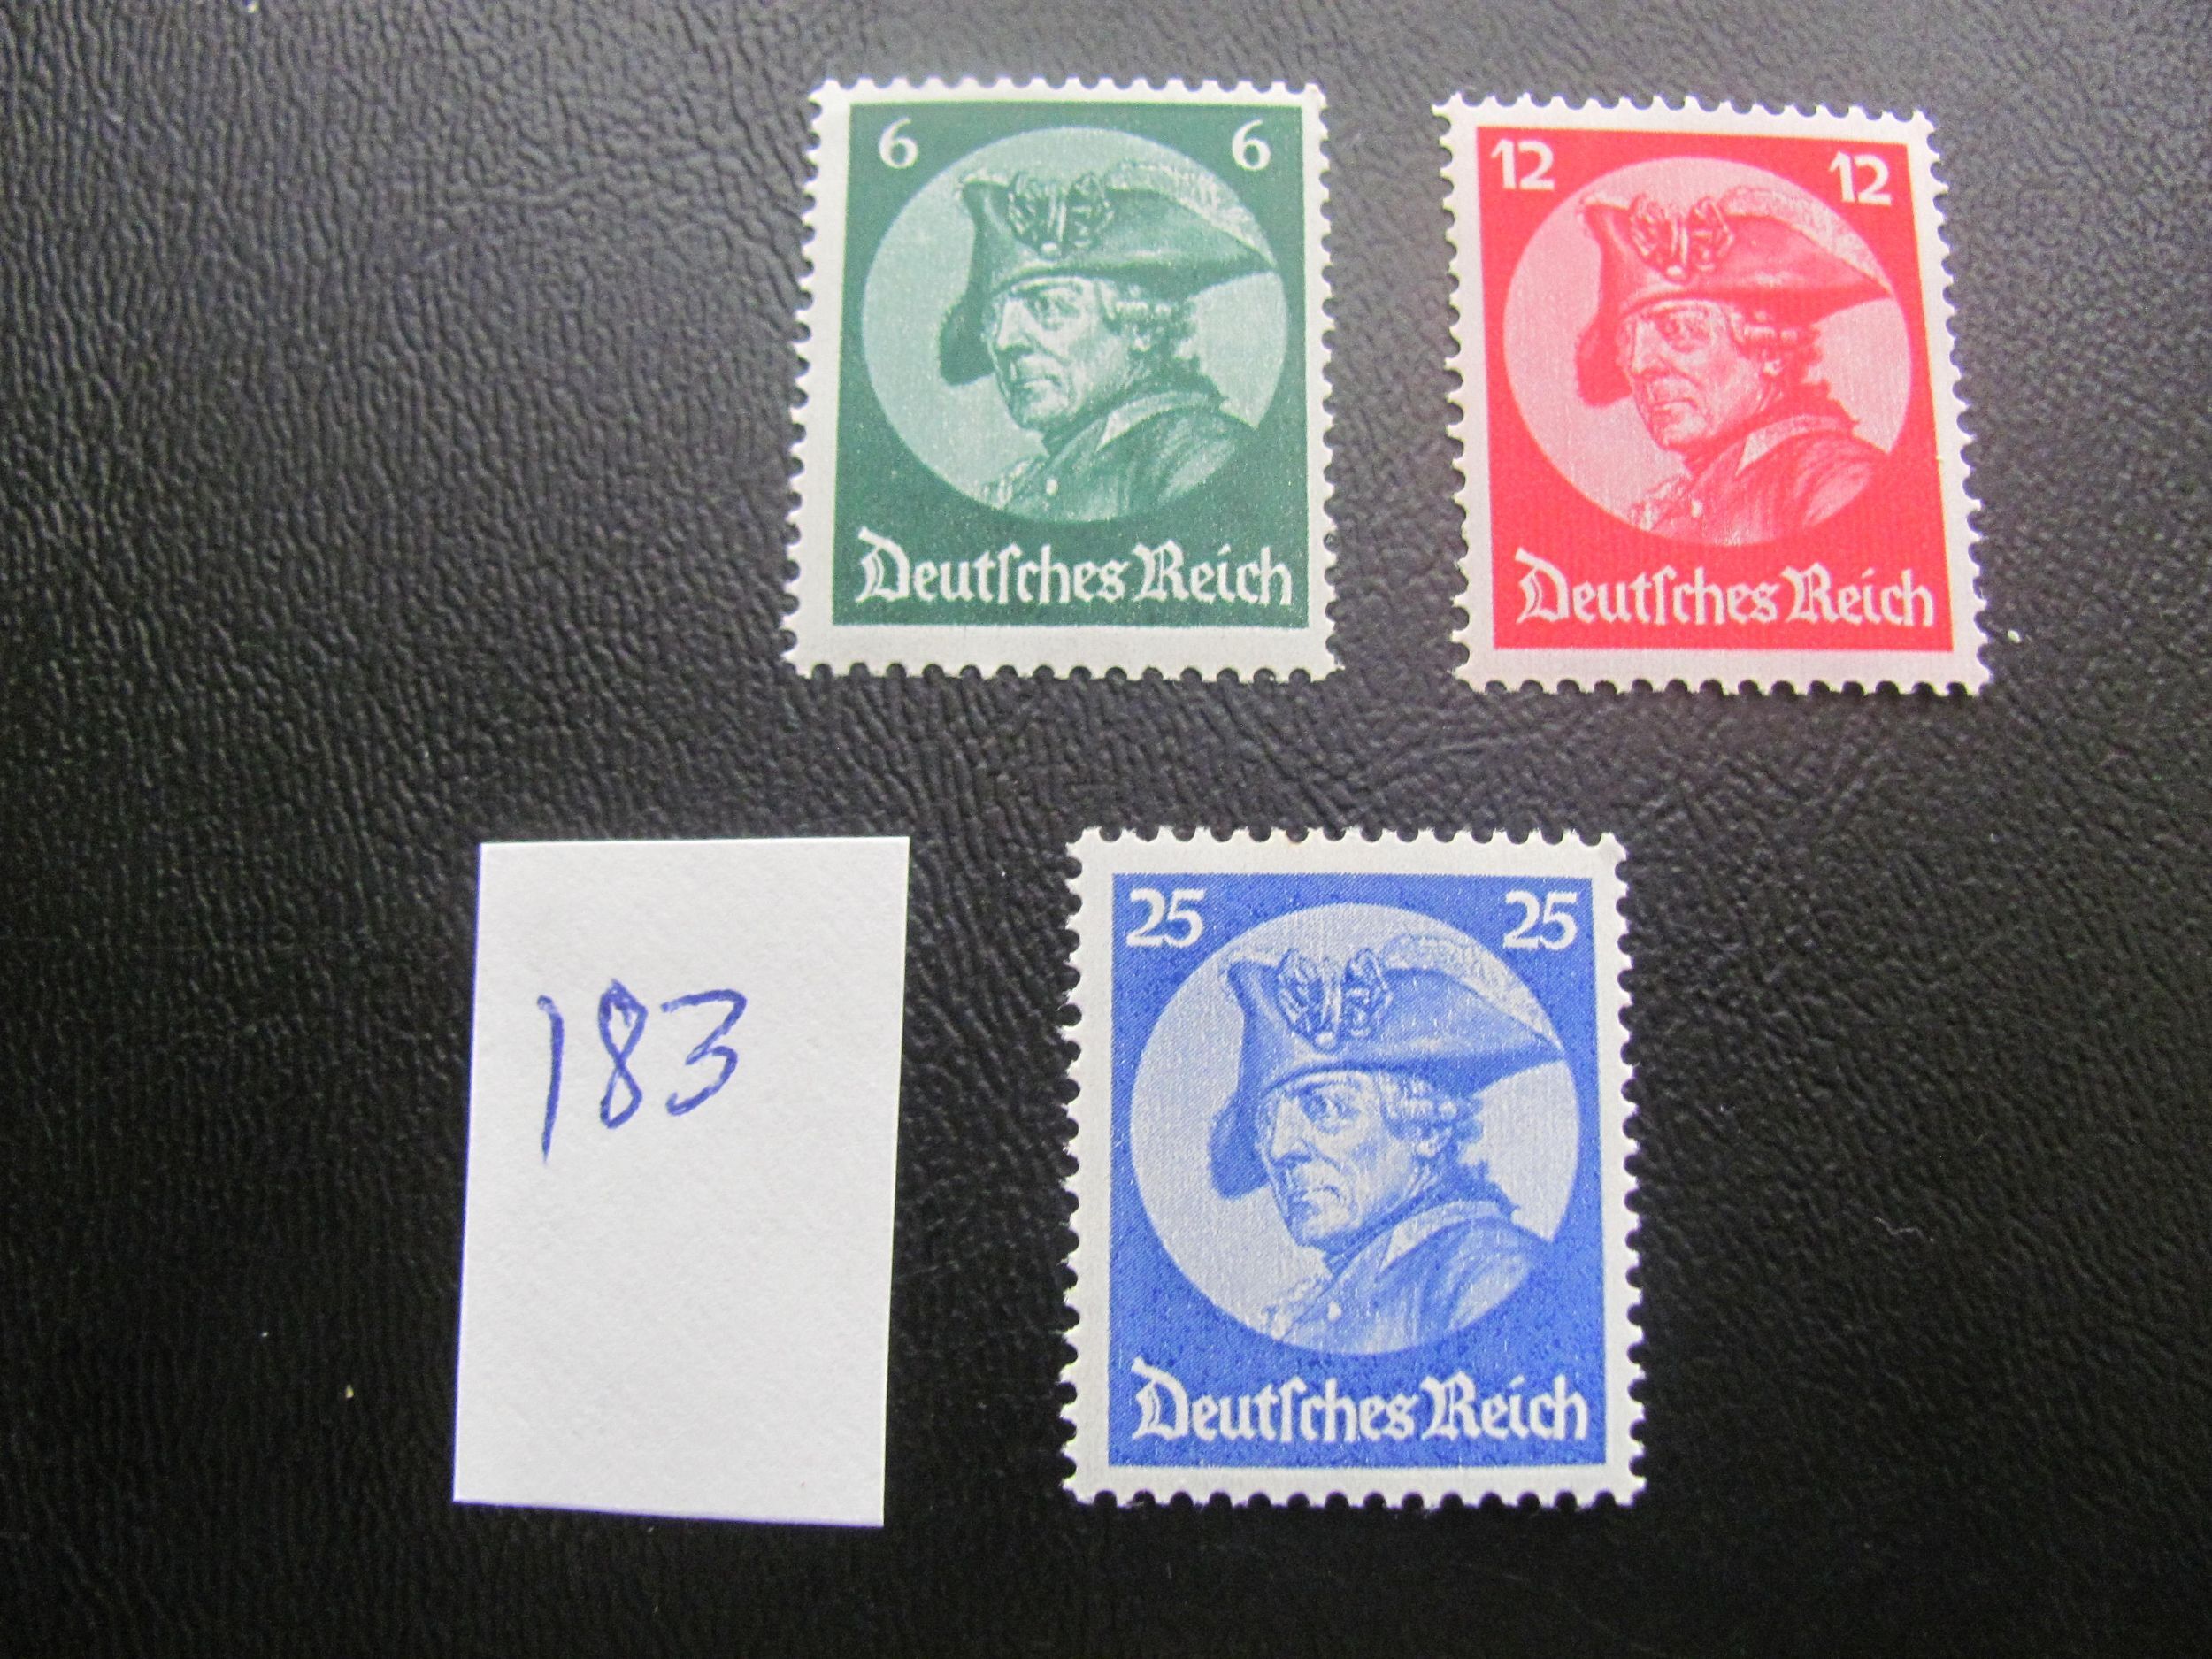 6 6
Deutſches Reich
12 12
Deutſches Reich
183
25 25
Deutſches Reich